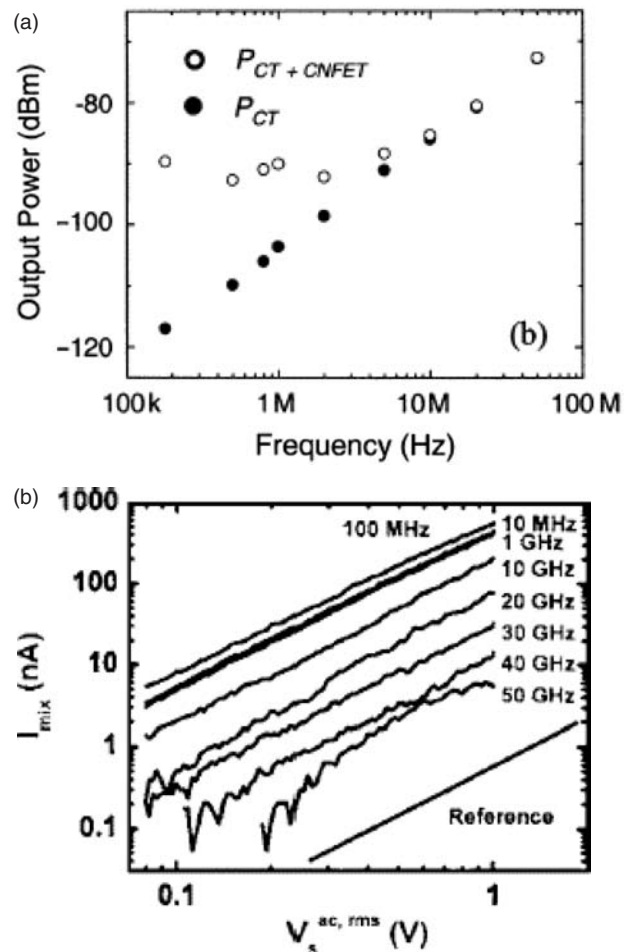 (a)
P_CT + CNFET
P_CT
-80
-100
-120
Output Power (dBm)
(b)
100k 1M 10M 100M
Frequency (Hz)
(b)
1000
100
10
1
0.1
I_mix (nA)
100 MHz
10 MHz
1 GHz
10 GHz
20 GHz
30 GHz
40 GHz
50 GHz
Reference
0.1 1
V_s^ac, rms (V)